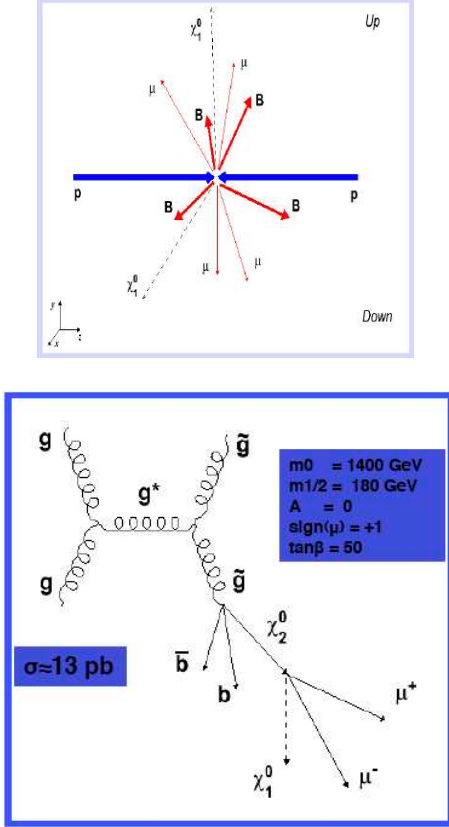 χ₁⁰
Up
μ
μ
B
B
p
p
B
B
μ
μ
χ₁⁰
y
x
z
Down
g
g̃
g*
m0 = 1400 GeV
m1/2 = 180 GeV
A = 0
sign(μ) = +1
tanβ = 50
g
g̃
χ₂⁰
b̅
b
σ≈13 pb
μ⁺
χ₁⁰
μ⁻